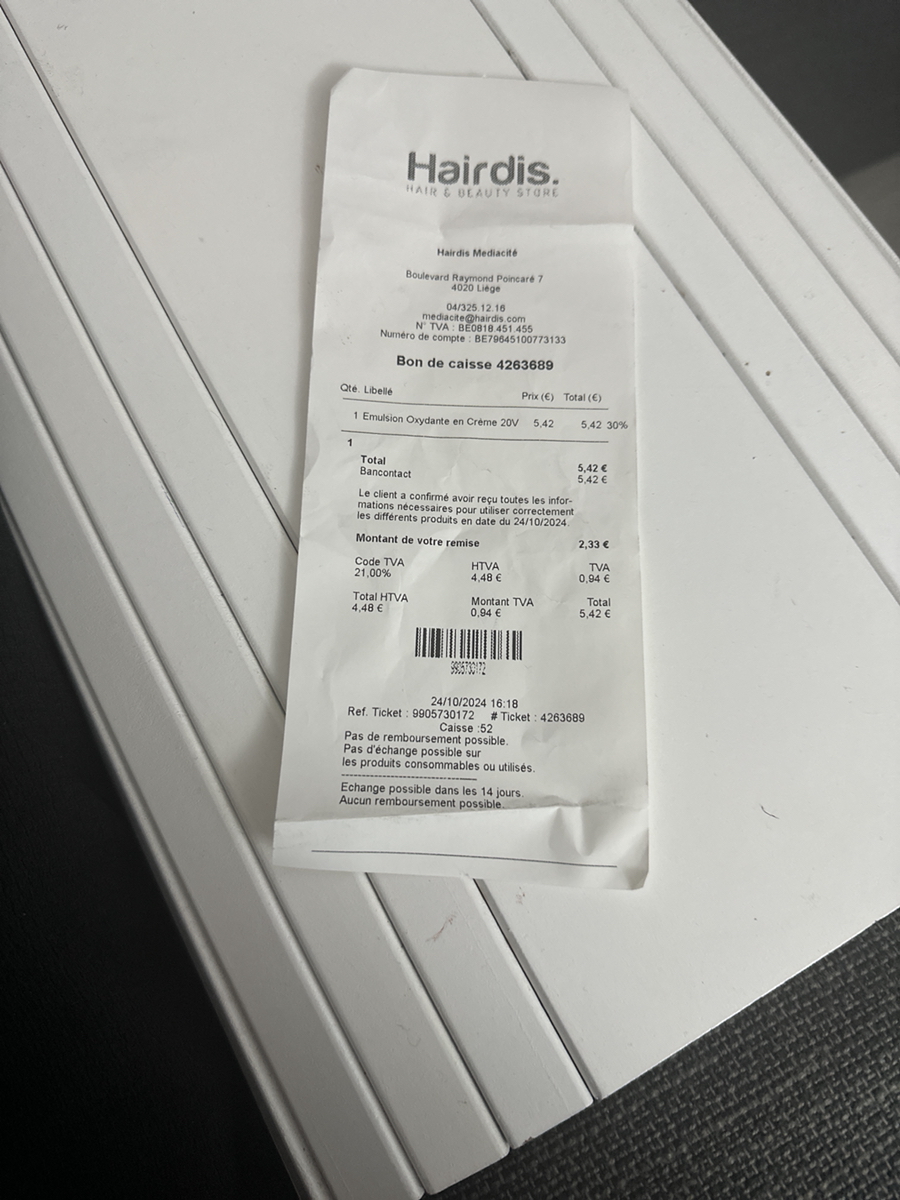 Hairdis.
HAIR & BEAUTY STORE
Hairdis Mediacité
Boulevard Raymond Poincaré 7
4020 Liège
04/325.12.16
mediacite@hairdis.com
N° TVA : BE0818.451.455
Numéro de compte : BE79645100773133
Bon de caisse 4263689
Qté. Libellé Prix (€) Total (€)
1 Emulsion Oxydante en Crème 20V 5,42 5,42 30%
1
Total 5,42 €
Bancontact 5,42 €
Le client a confirmé avoir reçu toutes les infor-
mations nécessaires pour utiliser correctement
les différents produits en date du 24/10/2024.
Montant de votre remise 2,33 €
Code TVA HTVA TVA
21,00% 4,48 € 0,94 €
Total HTVA Montant TVA Total
4,48 € 0,94 € 5,42 €
9905730172
24/10/2024 16:18
Ref. Ticket : 9905730172 # Ticket : 4263689
Caisse :52
Pas de remboursement possible.
Pas d'échange possible sur
les produits consommables ou utilisés.
Echange possible dans les 14 jours.
Aucun remboursement possible.